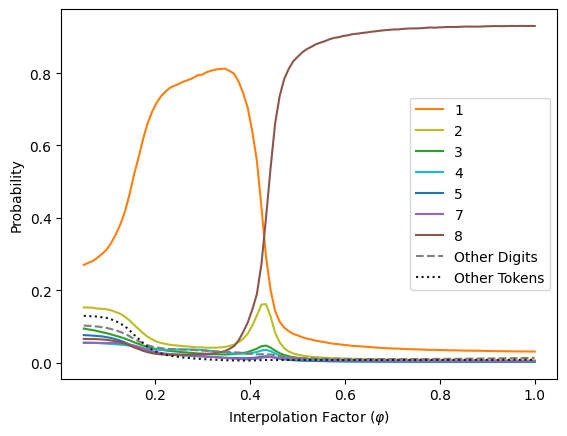 Probability
0.8
0.6
0.4
0.2
0.0
1
2
3
4
5
7
8
Other Digits
Other Tokens
0.2 0.4 0.6 0.8 1.0
Interpolation Factor (φ)